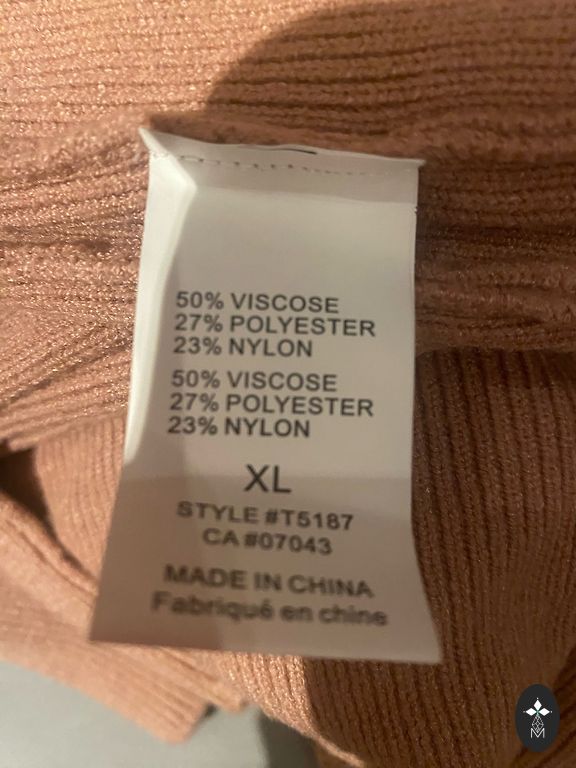 50% VISCOSE
27% POLYESTER
23% NYLON
50% VISCOSE
27% POLYESTER
23% NYLON
XL
STYLE #T5187
CA #07043
MADE IN CHINA
Fabriqué en chine
M